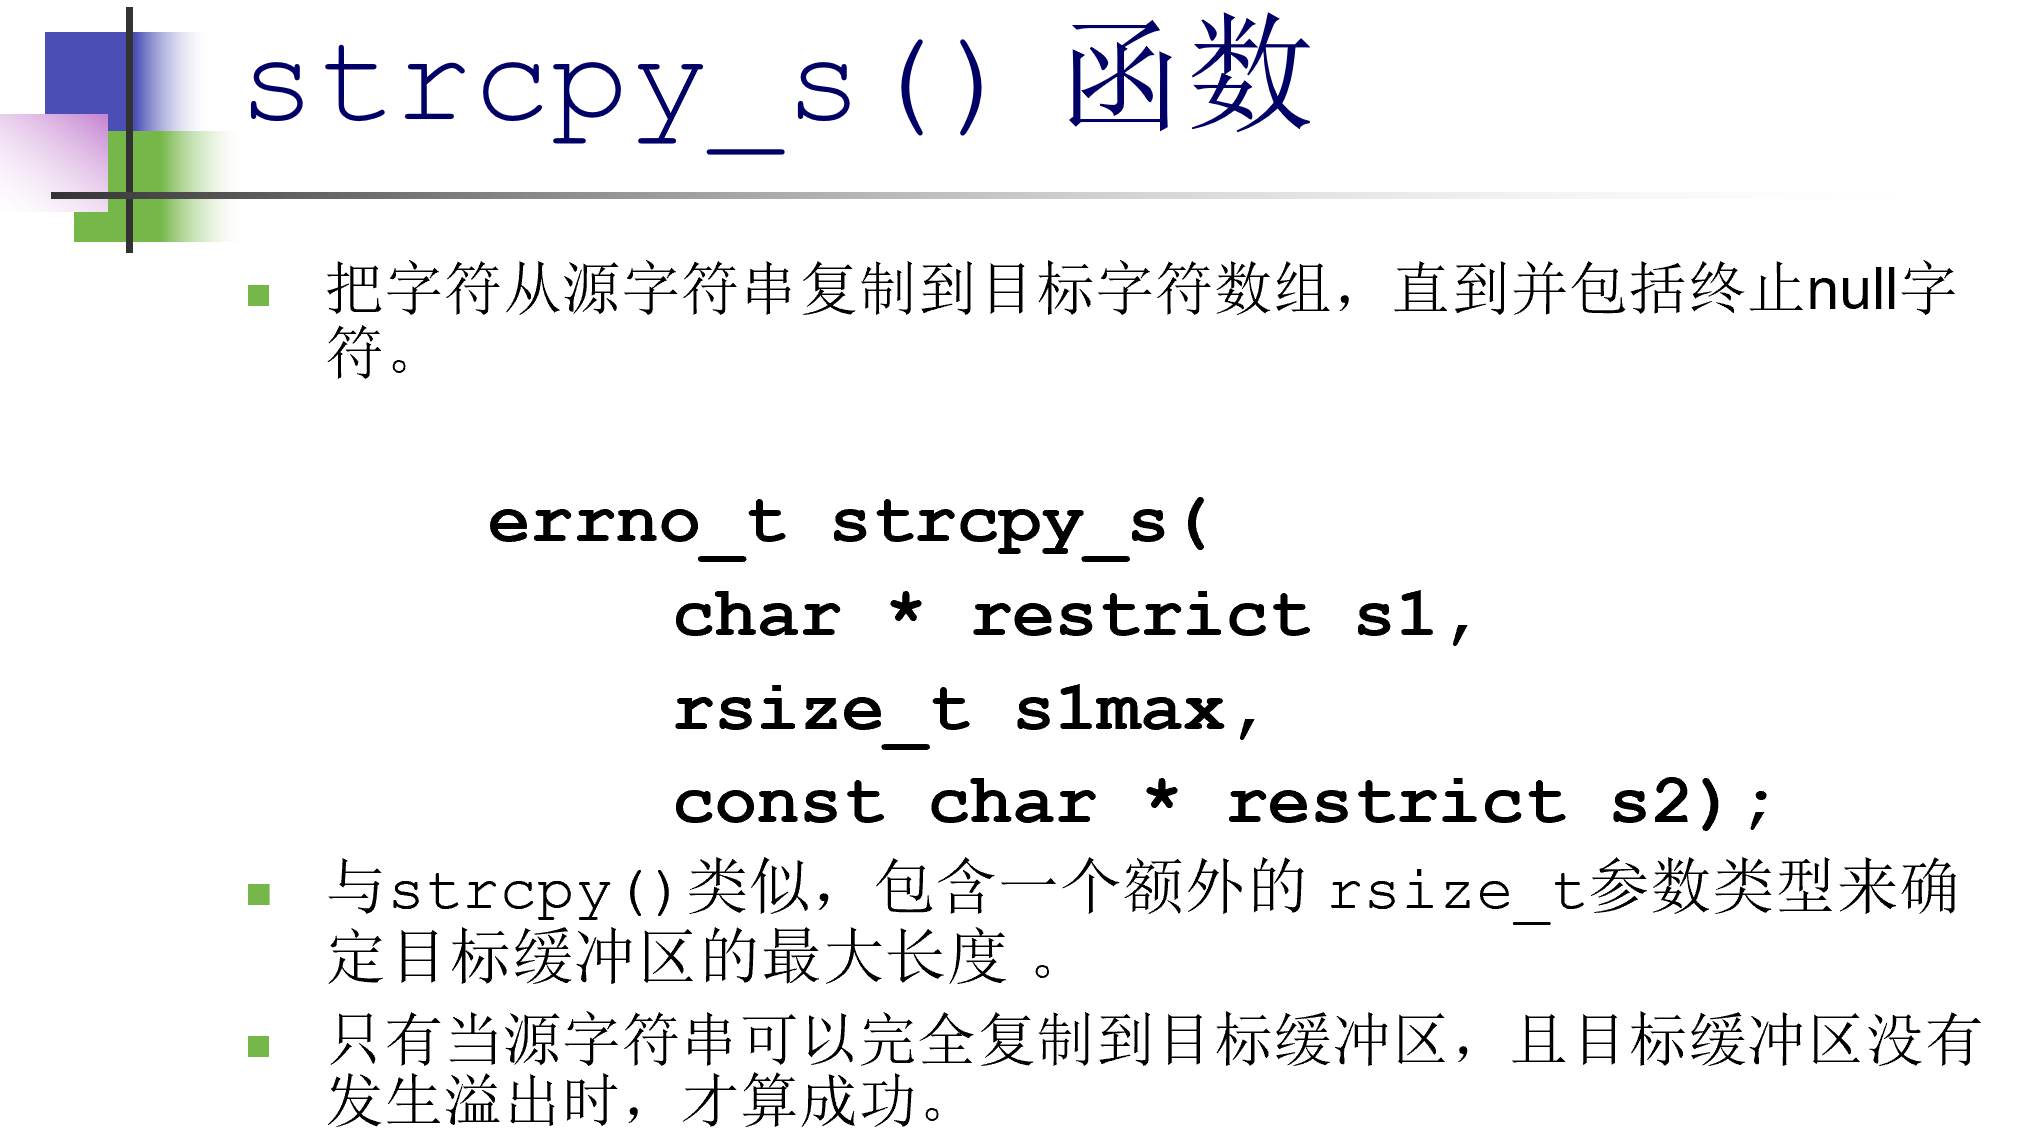 strcpy_s() 函数
把字符从源字符串复制到目标字符数组，直到并包括终止null字
符。
errno_t strcpy_s(
char * restrict s1,
rsize_t s1max,
const char * restrict s2);
与strcpy()类似，包含一个额外的 rsize_t参数类型来确
定目标缓冲区的最大长度 。
只有当源字符串可以完全复制到目标缓冲区，且目标缓冲区没有
发生溢出时，才算成功。